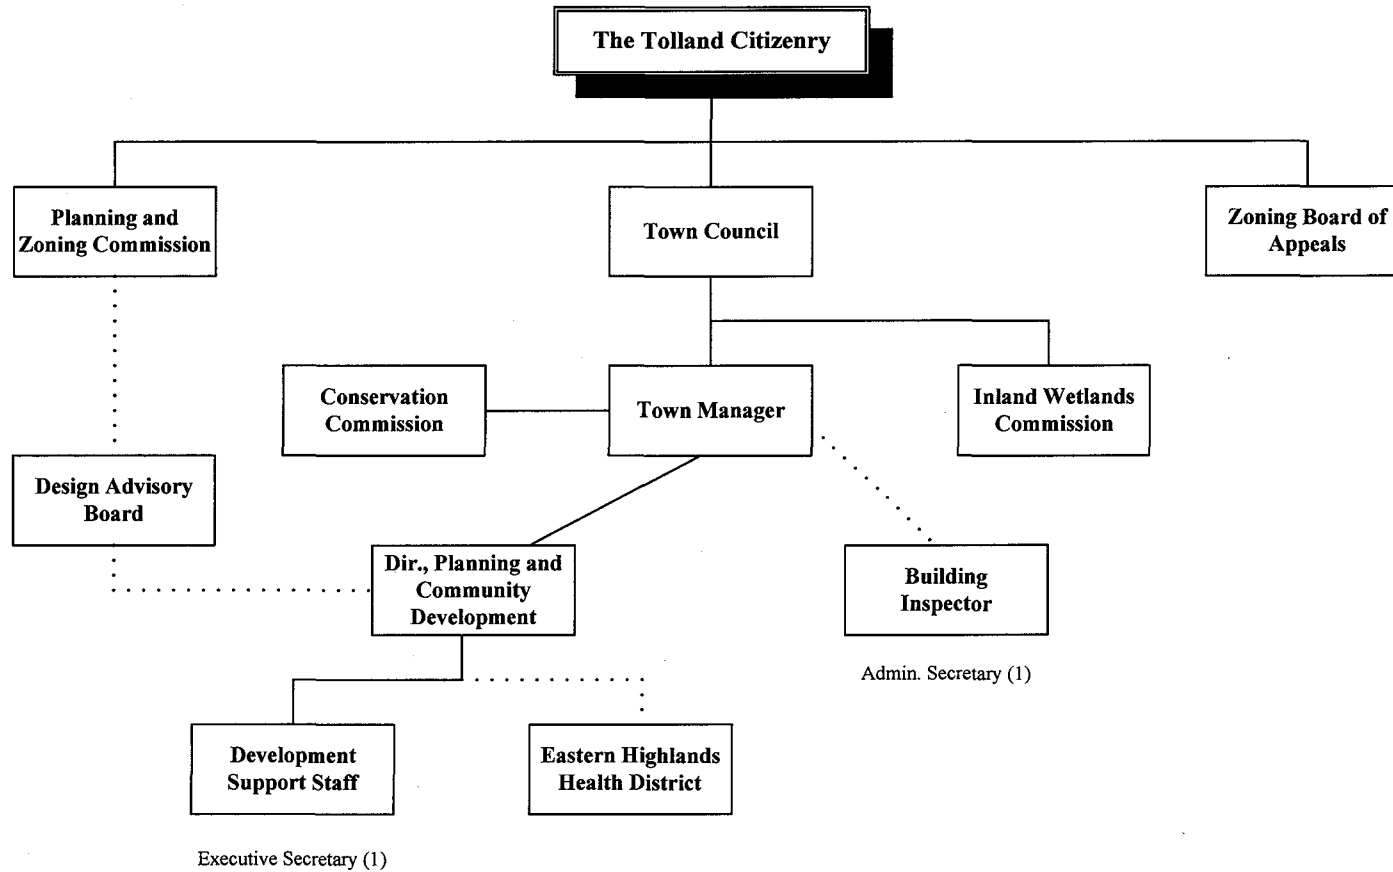 The Tolland Citizenry
Planning and
Zoning Commission
Town Council
Zoning Board of
Appeals
Conservation
Commission
Town Manager
Inland Wetlands
Commission
Design Advisory
Board
Dir., Planning and
Community
Development
Building
Inspector
Admin. Secretary (1)
Development
Support Staff
Eastern Highlands
Health District
Executive Secretary (1)